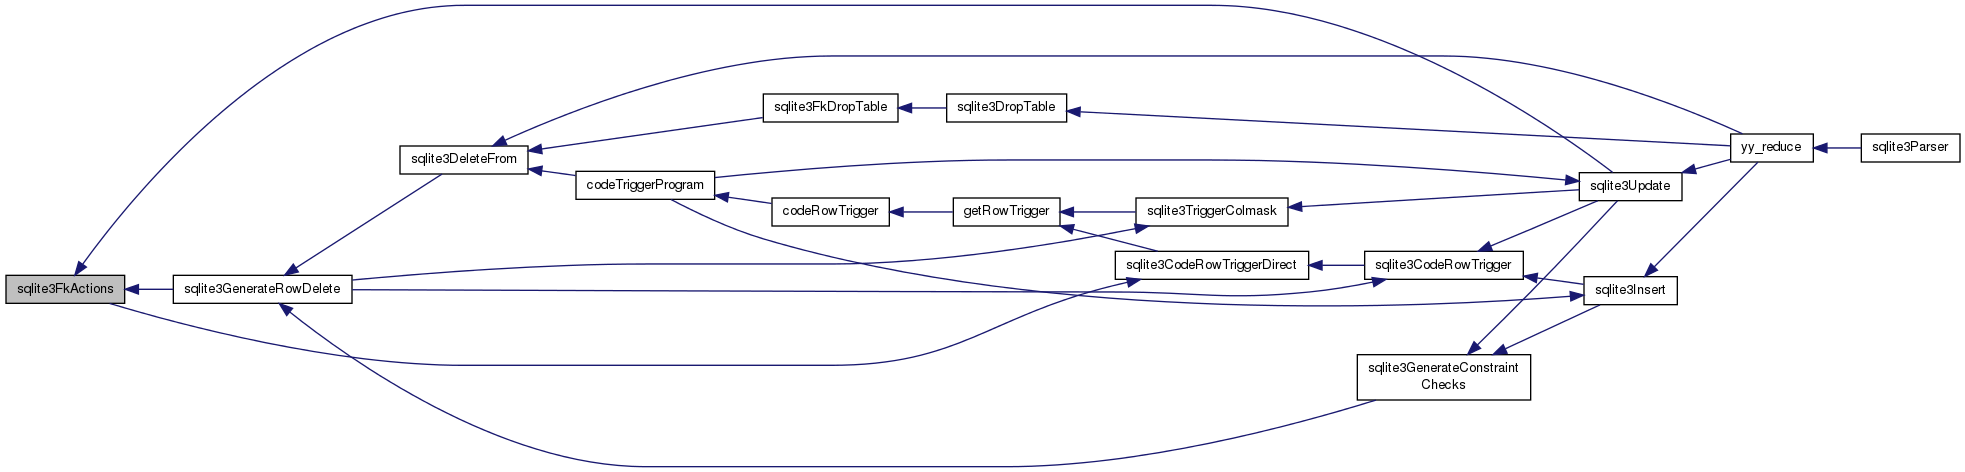 sqlite3FkDropTable
sqlite3DropTable
yy_reduce
sqlite3Parser
sqlite3DeleteFrom
codeTriggerProgram
sqlite3Update
codeRowTrigger
getRowTrigger
sqlite3TriggerColmask
sqlite3CodeRowTriggerDirect
sqlite3CodeRowTrigger
sqlite3FkActions
sqlite3GenerateRowDelete
sqlite3Insert
sqlite3GenerateConstraint
Checks